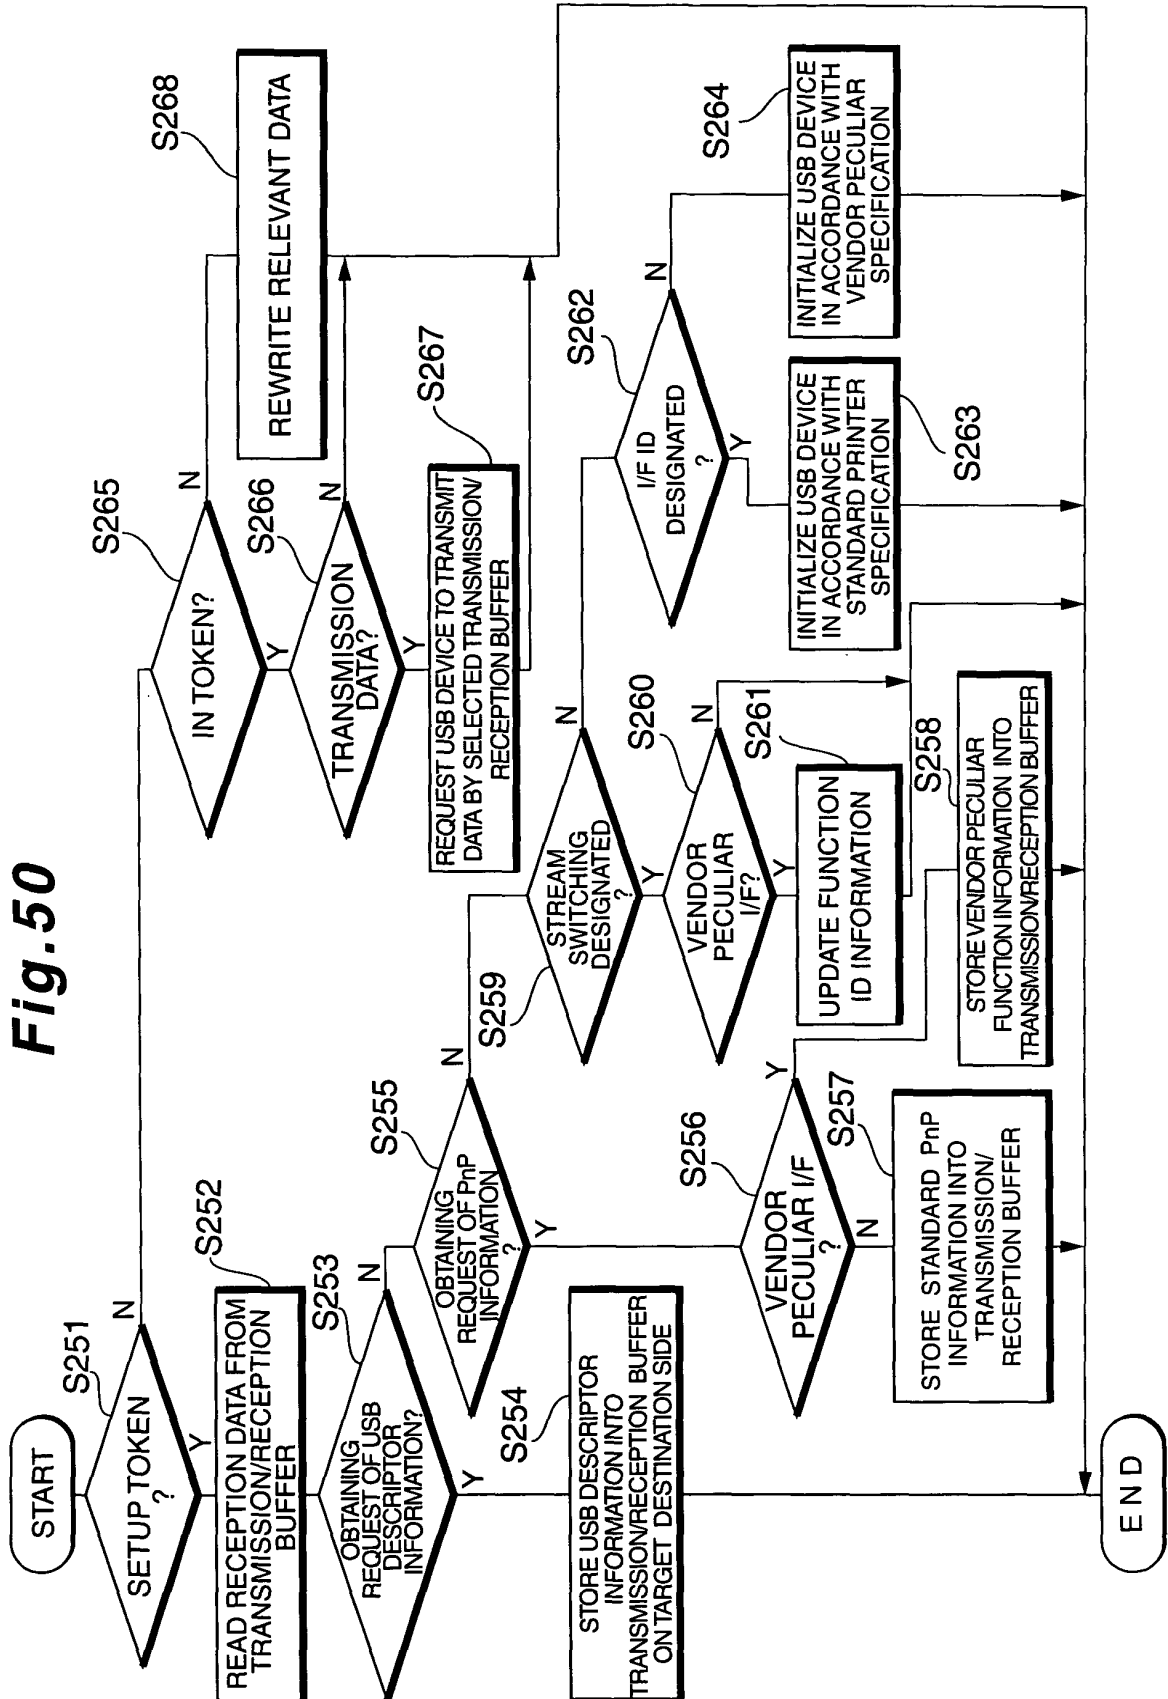 Fig.50
START
S251
SETUP TOKEN
?
N
Y
S252
READ RECEPTION DATA FROM
TRANSMISSION/RECEPTION
BUFFER
S253
OBTAINING
REQUEST OF USB
DESCRIPTOR
INFORMATION?
N
Y
S254
STORE USB DESCRIPTOR
INFORMATION INTO
TRANSMISSION/RECEPTION BUFFER
ON TARGET DESTINATION SIDE
S255
OBTAINING
REQUEST OF PnP
INFORMATION
?
N
Y
S256
VENDOR
PECULIAR I/F
?
Y
N
S257
STORE STANDARD PnP
INFORMATION INTO
TRANSMISSION/
RECEPTION BUFFER
S258
STORE VENDOR PECULIAR
FUNCTION INFORMATION INTO
TRANSMISSION/RECEPTION BUFFER
S259
STREAM
SWITCHING
DESIGNATED
?
N
Y
S260
VENDOR
PECULIAR
I/F?
N
Y
S261
UPDATE FUNCTION
ID INFORMATION
S262
I/F ID
DESIGNATED
?
N
Y
S263
INITIALIZE USB DEVICE
IN ACCORDANCE WITH
STANDARD PRINTER
SPECIFICATION
S264
INITIALIZE USB DEVICE
IN ACCORDANCE WITH
VENDOR PECULIAR
SPECIFICATION
S265
IN TOKEN?
N
Y
S266
TRANSMISSION
DATA?
N
Y
S267
REQUEST USB DEVICE TO TRANSMIT
DATA BY SELECTED TRANSMISSION/
RECEPTION BUFFER
S268
REWRITE RELEVANT DATA
END